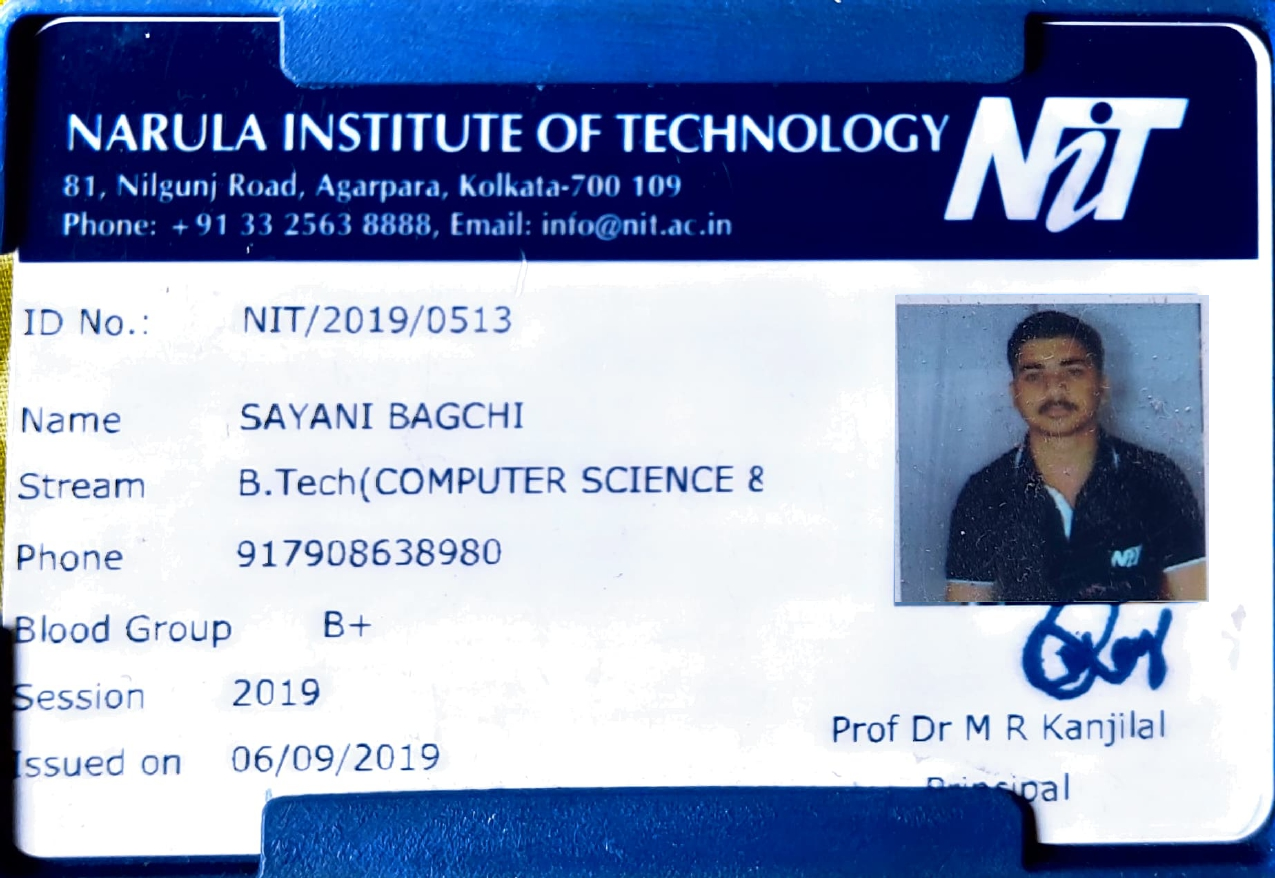 NARULA INSTITUTE OF TECHNOLOGY
NiT
81, Nilgunj Road, Agarpara, Kolkata-700 109
Phone: +91 33 2563 8888, Email: info@nit.ac.in
ID No.: NIT/2019/0513
Name SAYANI BAGCHI
Stream B.Tech(COMPUTER SCIENCE &
Phone 917908638980
Blood Group B+
Session 2019
Issued on 06/09/2019
NiT
Prof Dr M R Kanjilal
Principal